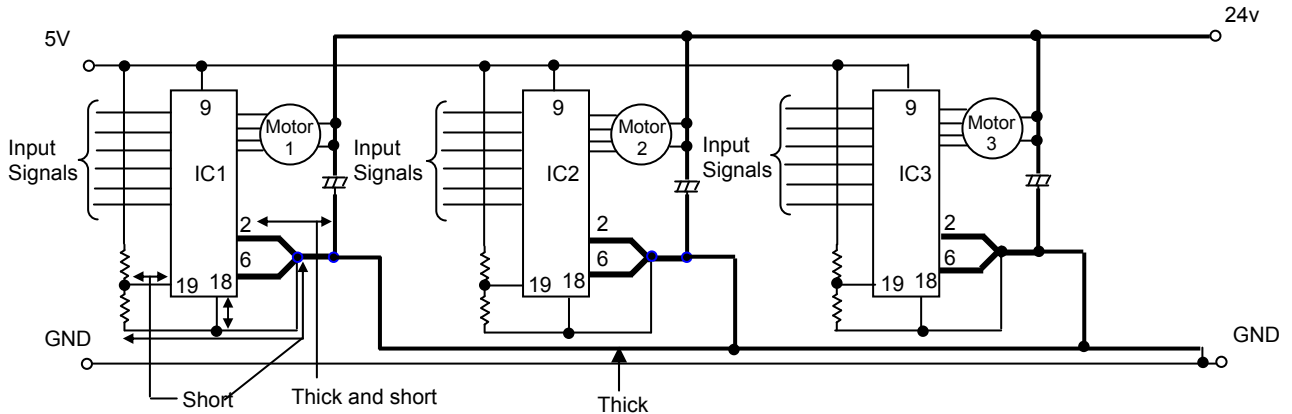 24v
5V
9
9
9
Motor
1
Motor
2
Motor
3
Input
Signals
Input
Signals
Input
Signals
IC1
IC2
IC3
2
6
19 18
2
6
19 18
2
6
19 18
GND
GND
Short
Thick and short
Thick